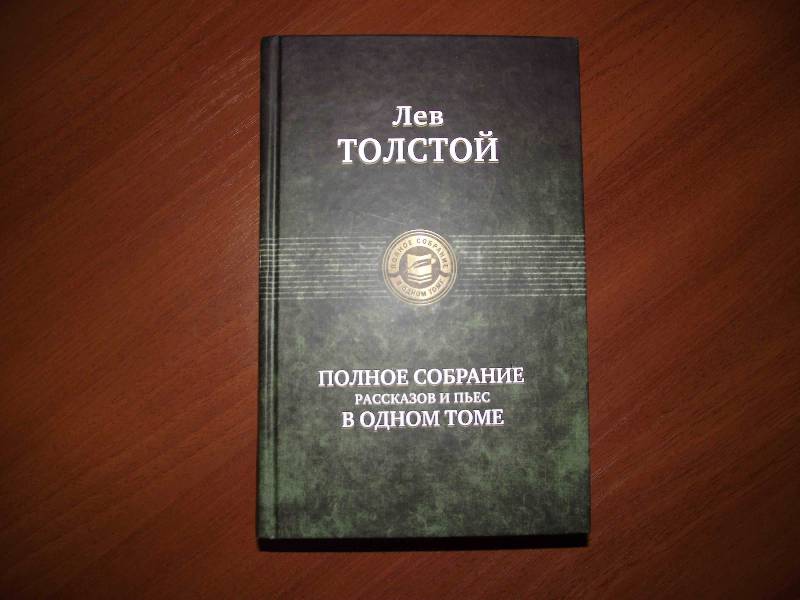 Лев
ТОЛСТОЙ
ПОЛНОЕ СОБРАНИЕ
В ОДНОМ ТОМЕ
ПОЛНОЕ СОБРАНИЕ
РАССКАЗОВ И ПЬЕС
В ОДНОМ ТОМЕ